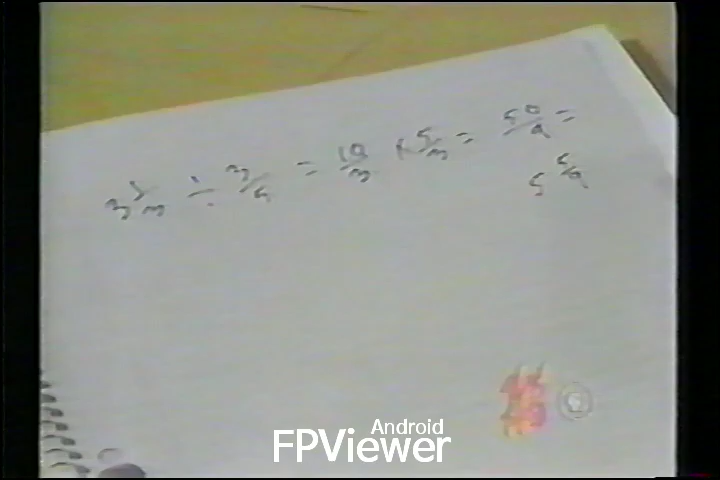 3 1/3 ÷ 3/5 = 10/3 × 5/3 = 50/9 =
5 5/9
Android
FPViewer